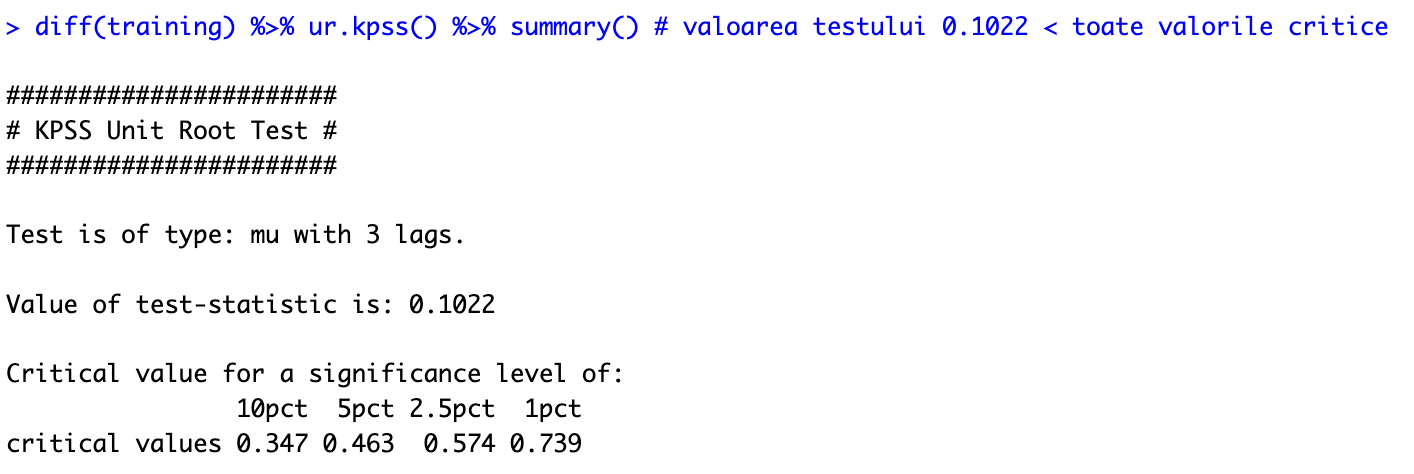 > diff(training) %>% ur.kpss() %>% summary() # valoarea testului 0.1022 < toate valorile critice
#######################
# KPSS Unit Root Test #
#######################
Test is of type: mu with 3 lags.
Value of test-statistic is: 0.1022
Critical value for a significance level of:
                10pct  5pct 2.5pct  1pct
critical values 0.347 0.463  0.574 0.739